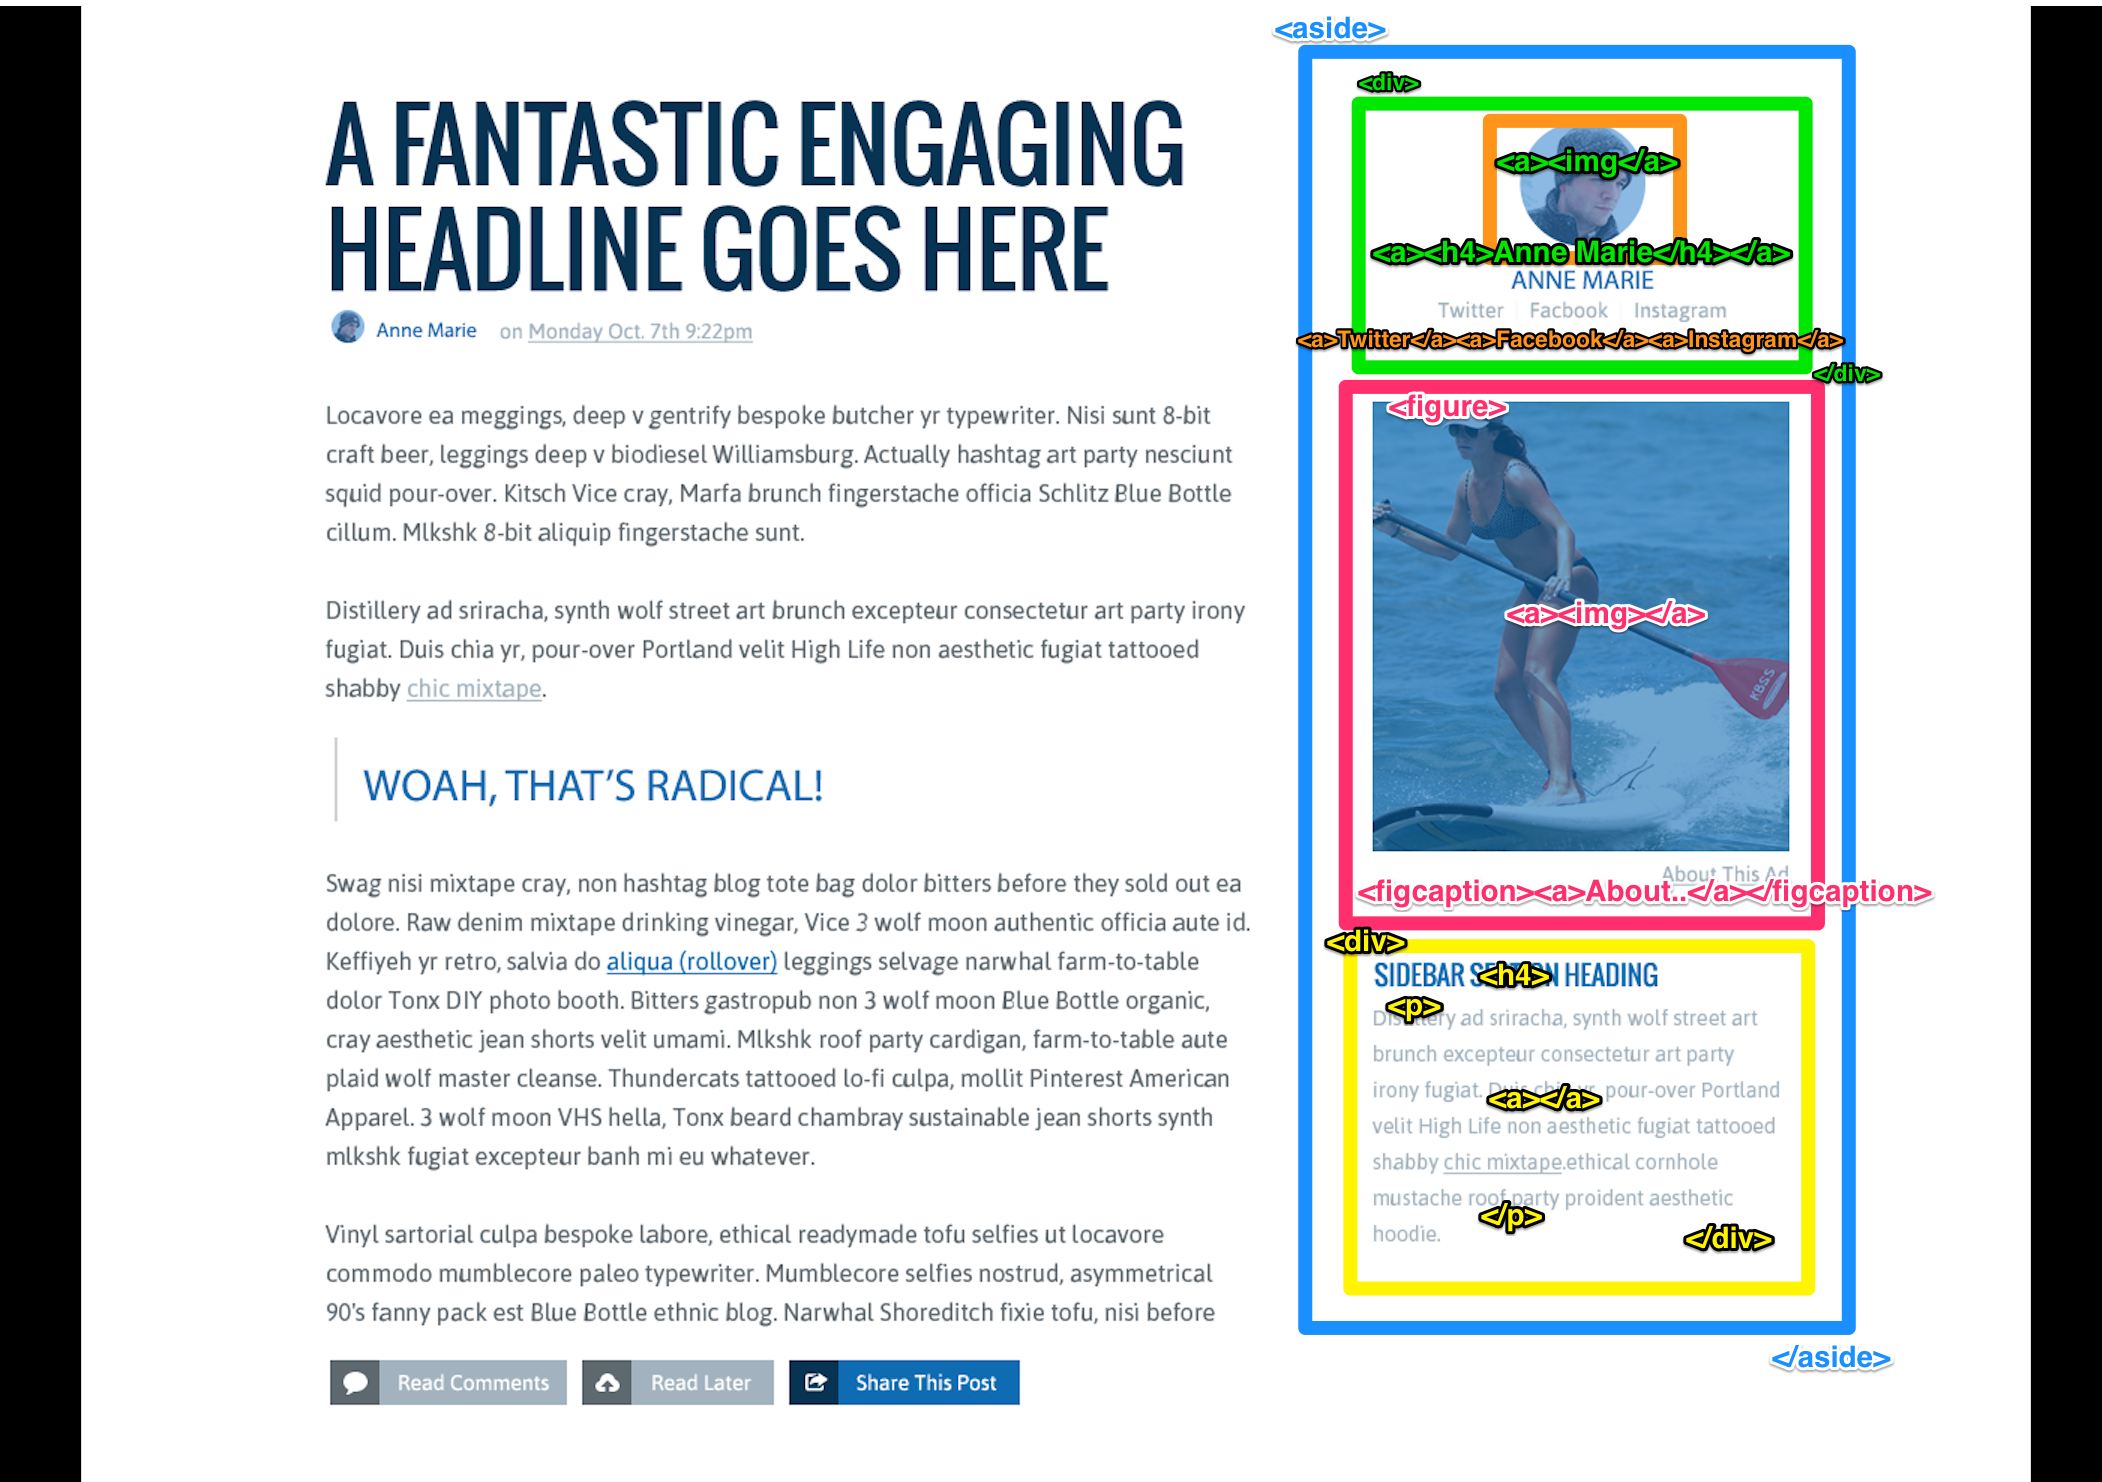 A FANTASTIC ENGAGING
HEADLINE GOES HERE
Anne Marie on Monday Oct. 7th 9:22pm
Locavore ea meggings, deep v gentrify bespoke butcher yr typewriter. Nisi sunt 8-bit
craft beer, leggings deep v biodiesel Williamsburg. Actually hashtag art party nesciunt
squid pour-over. Kitsch Vice cray, Marfa brunch fingerstache officia Schlitz Blue Bottle
cillum. Mlkshk 8-bit aliquip fingerstache sunt.
Distillery ad sriracha, synth wolf street art brunch excepteur consectetur art party irony
fugiat. Duis chia yr, pour-over Portland velit High Life non aesthetic fugiat tattooed
shabby chic mixtape.
WOAH, THAT'S RADICAL!
Swag nisi mixtape cray, non hashtag blog tote bag dolor bitters before they sold out ea
dolore. Raw denim mixtape drinking vinegar, Vice 3 wolf moon authentic officia aute id.
Keffiyeh yr retro, salvia do aliqua (rollover) leggings selvage narwhal farm-to-table
dolor Tonx DIY photo booth. Bitters gastropub non 3 wolf moon Blue Bottle organic,
cray aesthetic jean shorts velit umami. Mlkshk roof party cardigan, farm-to-table aute
plaid wolf master cleanse. Thundercats tattooed lo-fi culpa, mollit Pinterest American
Apparel. 3 wolf moon VHS hella, Tonx beard chambray sustainable jean shorts synth
mlkshk fugiat excepteur banh mi eu whatever.
Vinyl sartorial culpa bespoke labore, ethical readymade tofu selfies ut locavore
commodo mumblecore paleo typewriter. Mumblecore selfies nostrud, asymmetrical
90's fanny pack est Blue Bottle ethnic blog. Narwhal Shoreditch fixie tofu, nisi before
Read Comments
Read Later
Share This Post
<aside>
<div>
<a><img</a>
<a><h4>Anne Marie</h4></a>
ANNE MARIE
Twitter Facbook Instagram
<a>Twitter</a><a>Facebook</a><a>Instagram</a>
</div>
<figure>
<a><img></a>
KBSS
About This Ad
<figcaption><a>About..</a></figcaption>
<div>
SIDEBAR SECTION HEADING
<h4>
<p>
Distillery ad sriracha, synth wolf street art
brunch excepteur consectetur art party
irony fugiat. Duis chia yr, pour-over Portland
<a></a>
velit High Life non aesthetic fugiat tattooed
shabby chic mixtape.ethical cornhole
mustache roof party proident aesthetic
</p>
hoodie.
</div>
</aside>